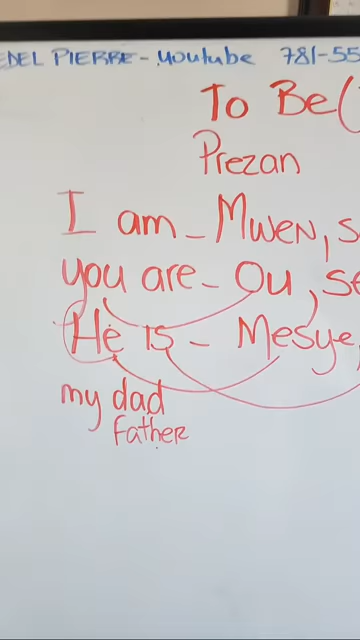 EDEL PIERRE - Youtube 781-55
To Be(
Prezan
I am - Mwen, s
you are - Ou, se
He is - Mesye,
my dad
father